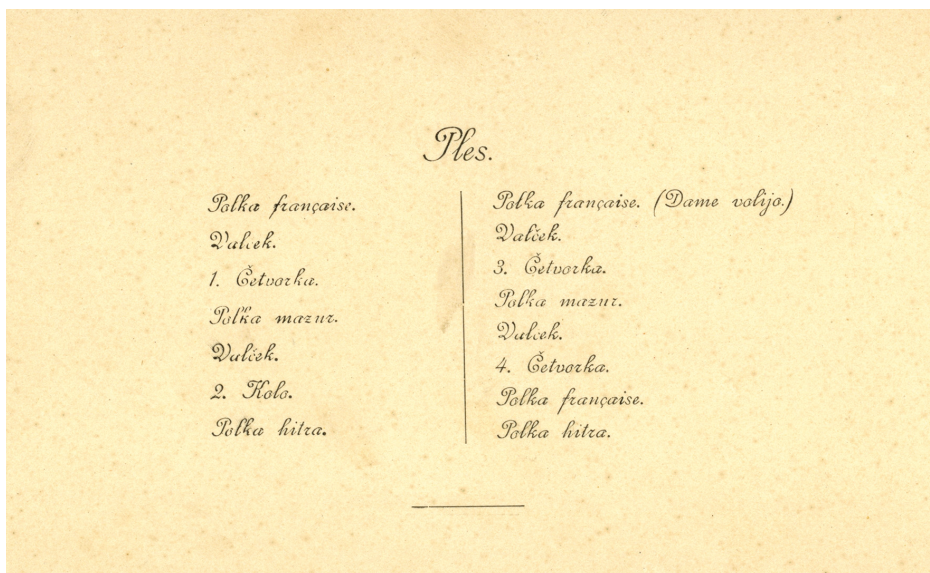 Ples.
Polka française.
Valček.
1. Četvorka.
Polka mazur.
Valček.
2. Kolo.
Polka hitra.
Polka française. (Dame volijo.)
Valček.
3. Četvorka.
Polka mazur.
Valček.
4. Četvorka.
Polka française.
Polka hitra.